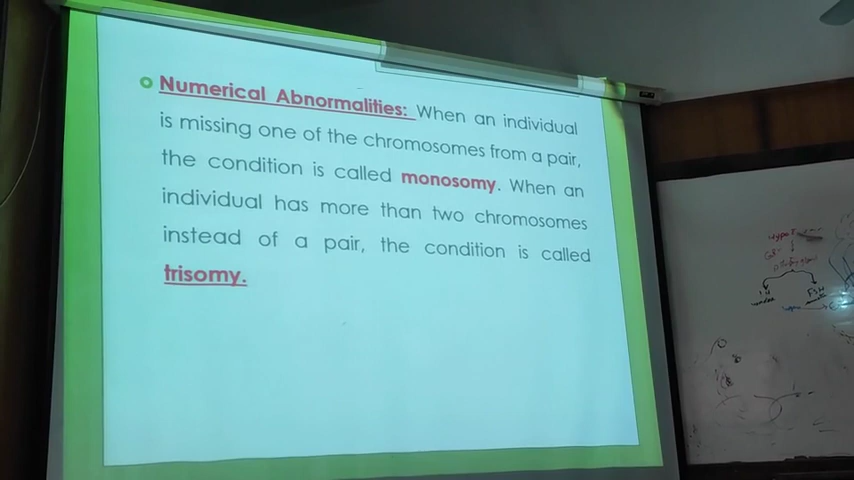 Numerical Abnormalities: When an individual
is missing one of the chromosomes from a pair,
the condition is called monosomy. When an
individual has more than two chromosomes
instead of a pair, the condition is called
trisomy.